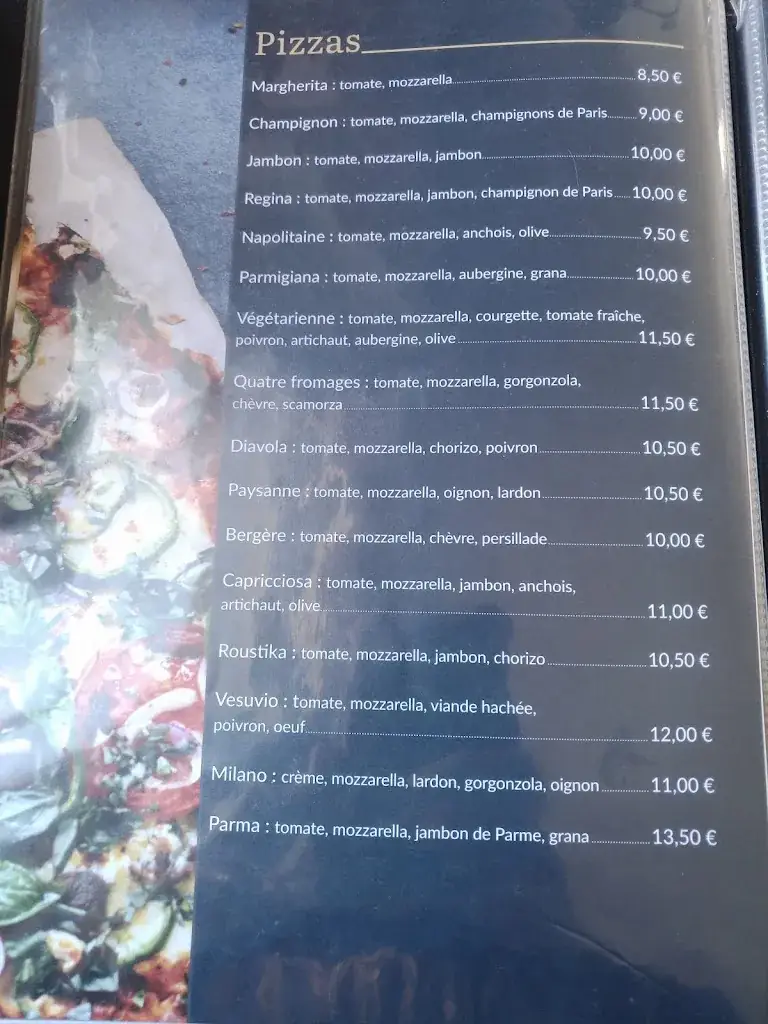 Pizzas
Margherita : tomate, mozzarella 8,50 €
Champignon : tomate, mozzarella, champignons de Paris 9,00 €
Jambon : tomate, mozzarella, jambon 10,00 €
Regina : tomate, mozzarella, jambon, champignon de Paris 10,00 €
Napolitaine : tomate, mozzarella, anchois, olive 9,50 €
Parmigiana : tomate, mozzarella, aubergine, grana 10,00 €
Végétarienne : tomate, mozzarella, courgette, tomate fraîche,
poivron, artichaut, aubergine, olive 11,50 €
Quatre fromages : tomate, mozzarella, gorgonzola,
chèvre, scamorza 11,50 €
Diavola : tomate, mozzarella, chorizo, poivron 10,50 €
Paysanne : tomate, mozzarella, oignon, lardon 10,50 €
Bergère : tomate, mozzarella, chèvre, persillade 10,00 €
Capricciosa : tomate, mozzarella, jambon, anchois,
artichaut, olive 11,00 €
Roustika : tomate, mozzarella, jambon, chorizo 10,50 €
Vesuvio : tomate, mozzarella, viande hachée,
poivron, oeuf 12,00 €
Milano : crème, mozzarella, lardon, gorgonzola, oignon 11,00 €
Parma : tomate, mozzarella, jambon de Parme, grana 13,50 €